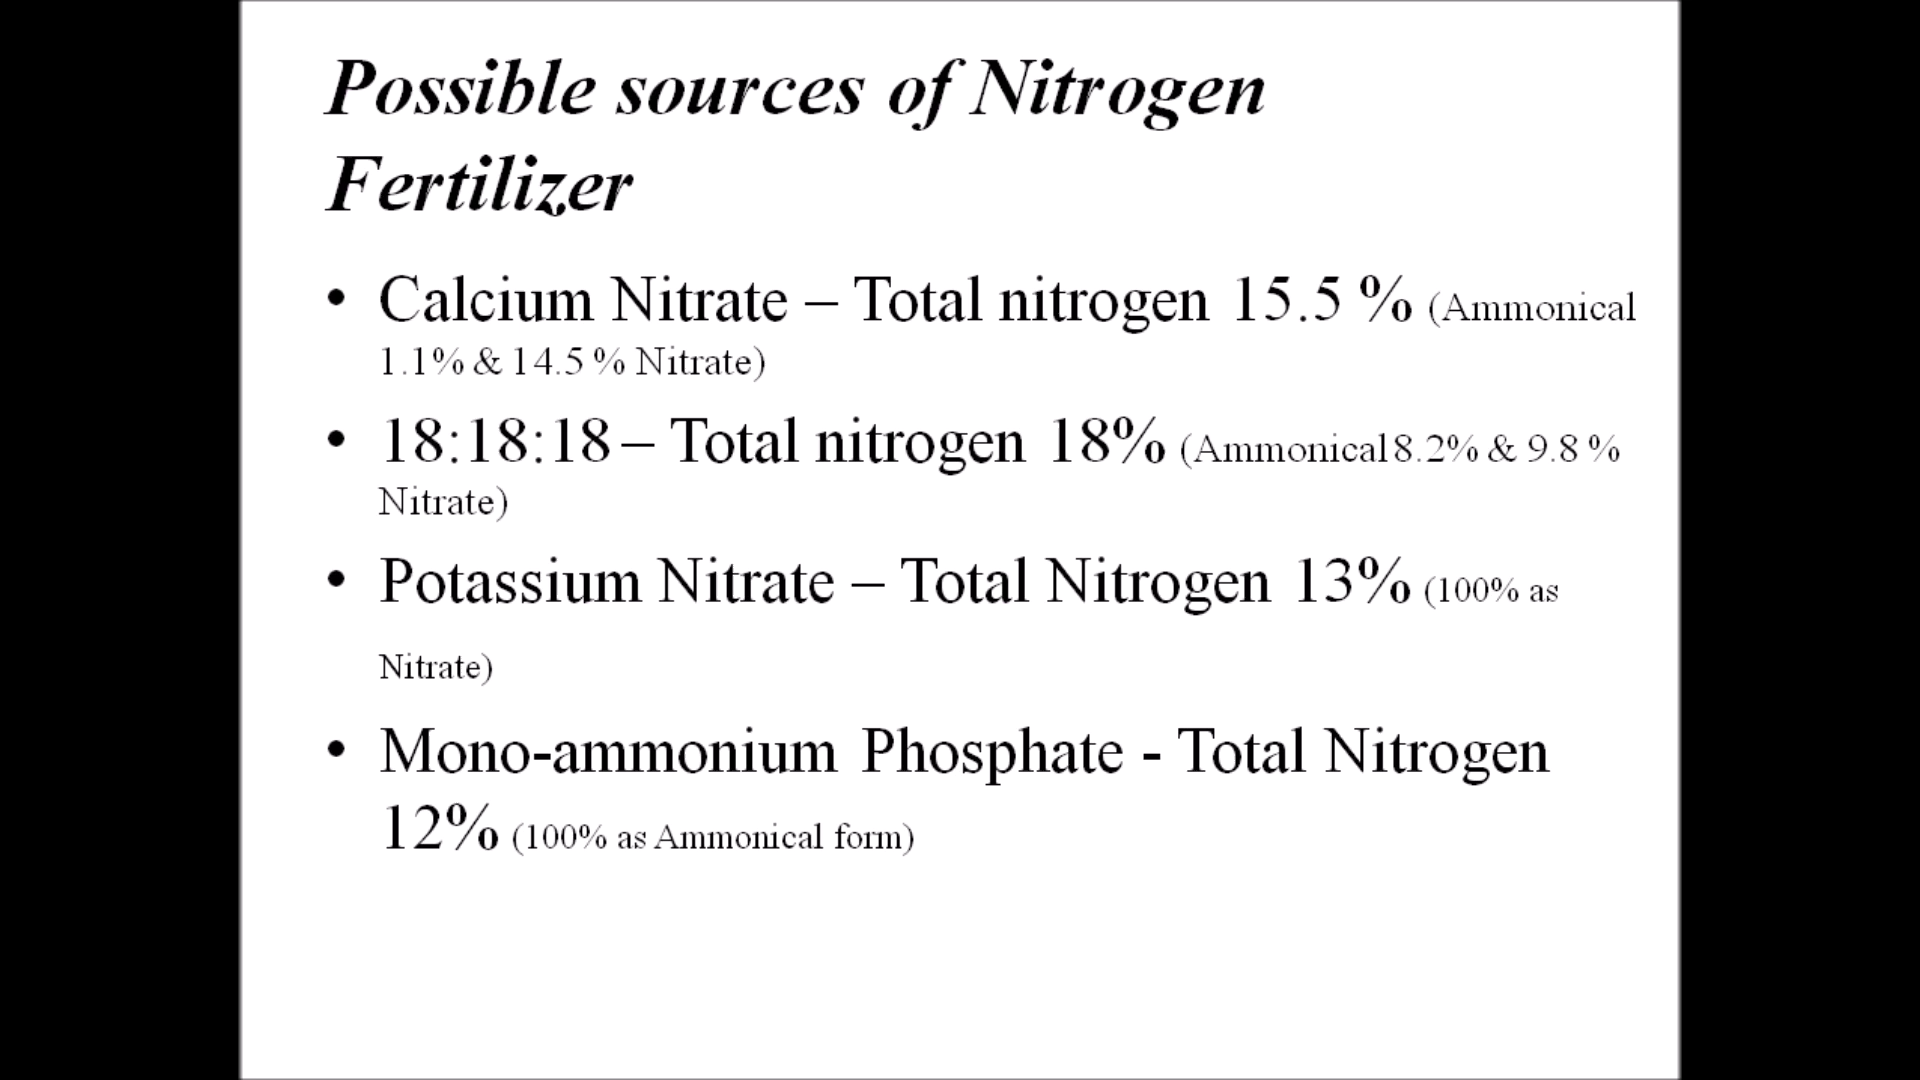 Possible sources of Nitrogen
Fertilizer
• Calcium Nitrate – Total nitrogen 15.5 % (Ammonical
1.1% & 14.5 % Nitrate)
• 18:18:18 – Total nitrogen 18% (Ammonical 8.2% & 9.8 %
Nitrate)
• Potassium Nitrate – Total Nitrogen 13% (100% as
Nitrate)
• Mono-ammonium Phosphate - Total Nitrogen
12% (100% as Ammonical form)